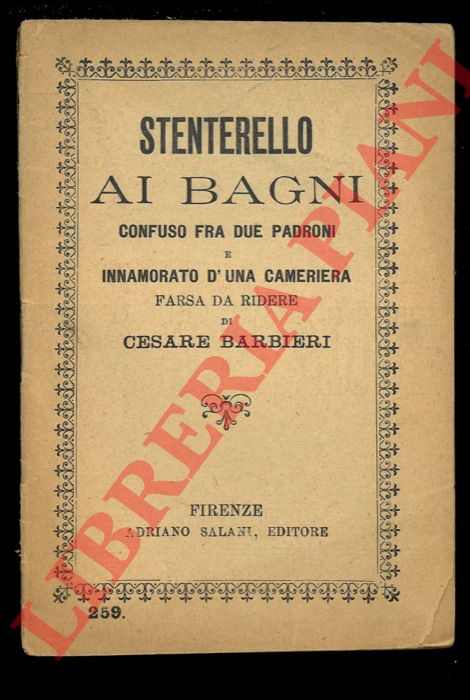 STENTERELLO
AI BAGNI
CONFUSO FRA DUE PADRONI
E
INNAMORATO D'UNA CAMERIERA
FARSA DA RIDERE
DI
CESARE BARBIERI
FIRENZE
ADRIANO SALANI, EDITORE
259.
LIBRERIA PIANI